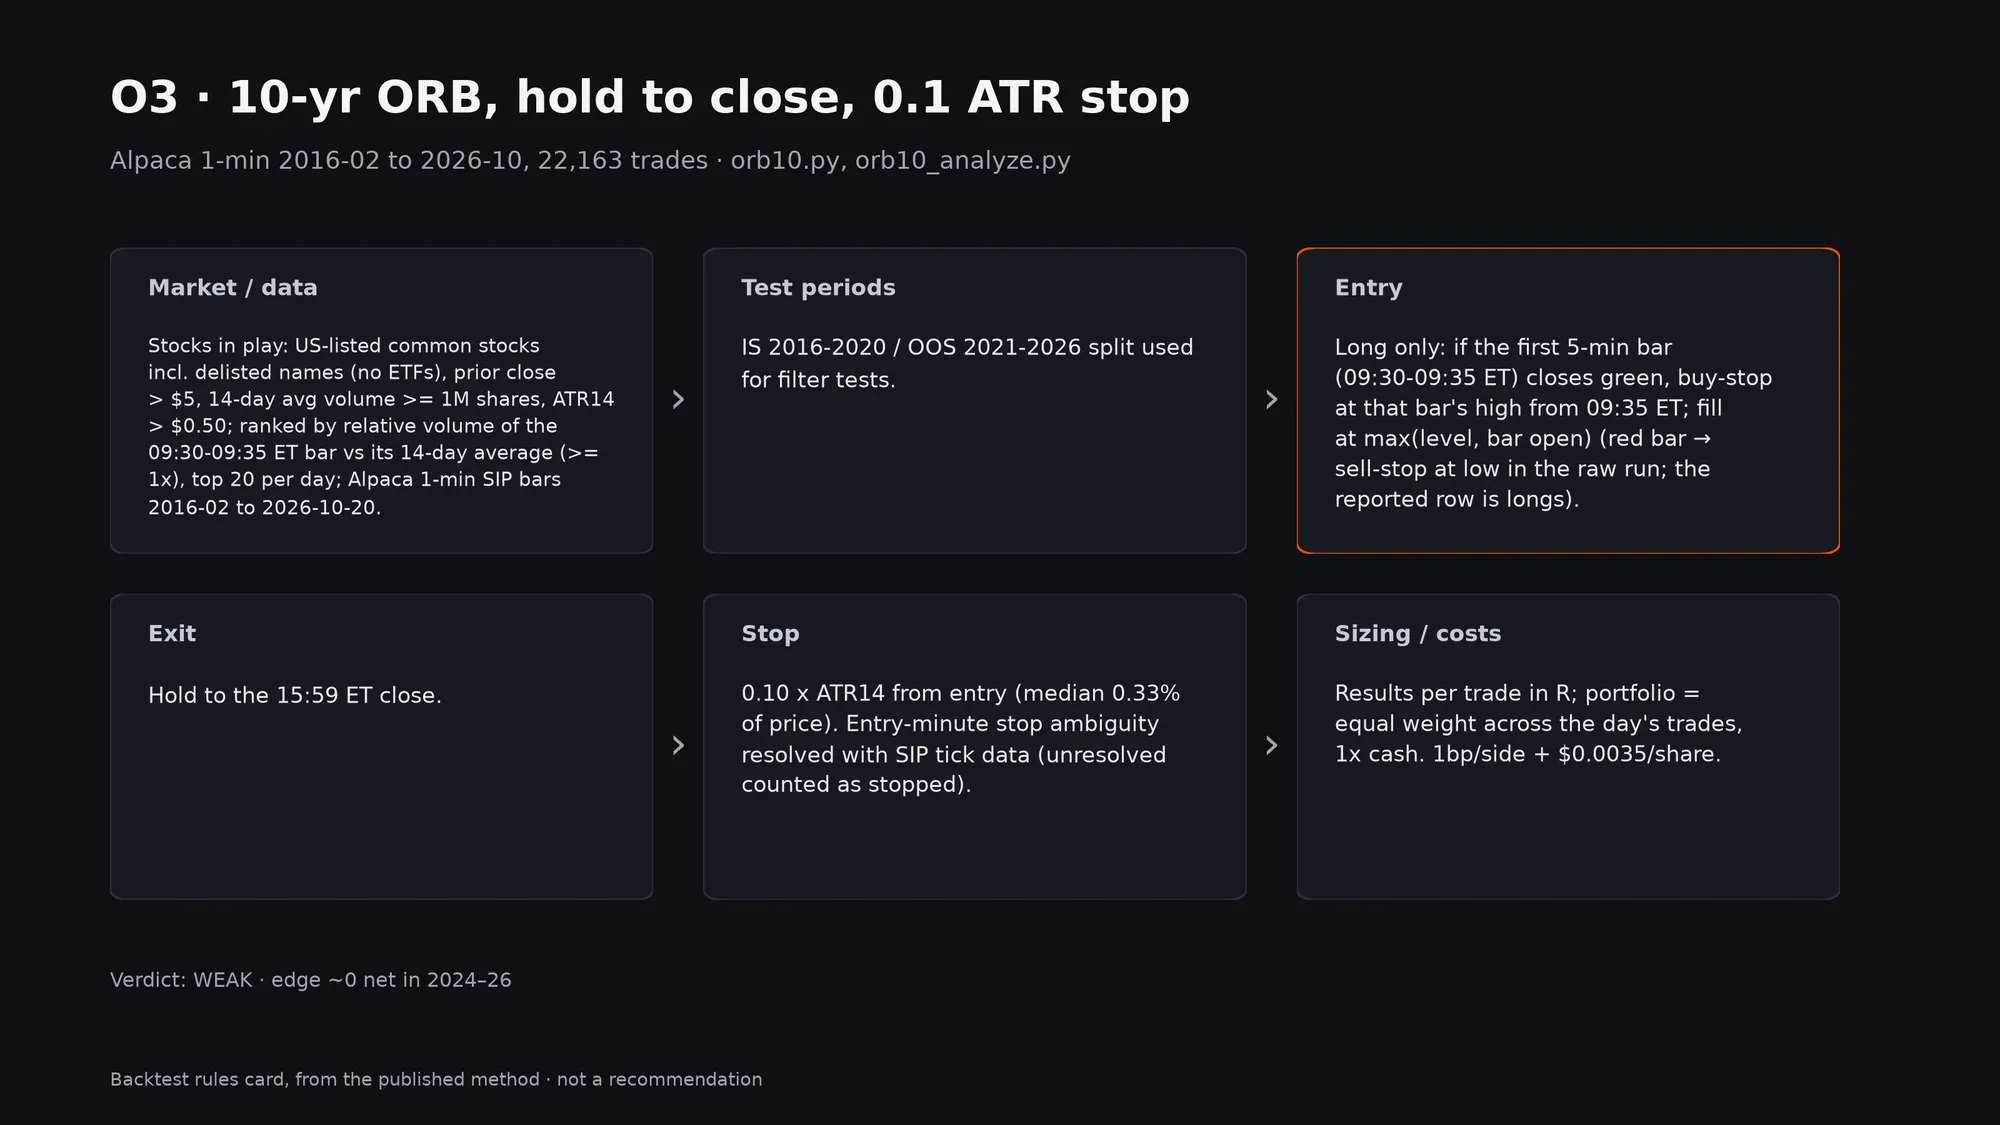 O3 · 10-yr ORB, hold to close, 0.1 ATR stop
Alpaca 1-min 2016-02 to 2026-10, 22,163 trades · orb10.py, orb10_analyze.py
Market / data
Stocks in play: US-listed common stocks
incl. delisted names (no ETFs), prior close
> $5, 14-day avg volume >= 1M shares, ATR14
> $0.50; ranked by relative volume of the
09:30-09:35 ET bar vs its 14-day average (>=
1x), top 20 per day; Alpaca 1-min SIP bars
2016-02 to 2026-10-20.
›
Test periods
IS 2016-2020 / OOS 2021-2026 split used
for filter tests.
›
Entry
Long only: if the first 5-min bar
(09:30-09:35 ET) closes green, buy-stop
at that bar's high from 09:35 ET; fill
at max(level, bar open) (red bar →
sell-stop at low in the raw run; the
reported row is longs).
Exit
Hold to the 15:59 ET close.
›
Stop
0.10 x ATR14 from entry (median 0.33%
of price). Entry-minute stop ambiguity
resolved with SIP tick data (unresolved
counted as stopped).
›
Sizing / costs
Results per trade in R; portfolio =
equal weight across the day's trades,
1x cash. 1bp/side + $0.0035/share.
Verdict: WEAK · edge ~0 net in 2024–26
Backtest rules card, from the published method · not a recommendation